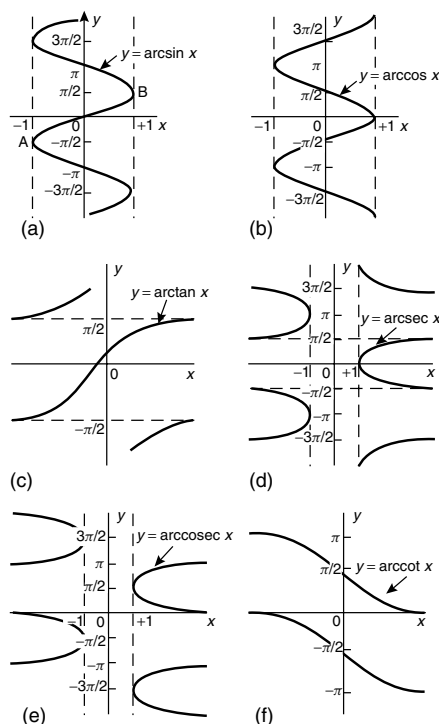 y
3π/2
y = arcsin x
π
π/2
B
−1
0
+1
x
A
−π/2
−π
−3π/2
(a)
y
3π/2
π
y = arccos x
π/2
−1
0
+1
x
−π/2
−π
−3π/2
(b)
y
y = arctan x
π/2
0
x
−π/2
(c)
y
3π/2
π
y = arcsec x
π/2
−1
0
+1
x
−π/2
−π
−3π/2
(d)
y
3π/2
y = arccosec x
π
π/2
−1
0
+1
x
−π/2
−π
−3π/2
(e)
y
π
y = arccot x
π/2
0
x
−π/2
−π
(f)